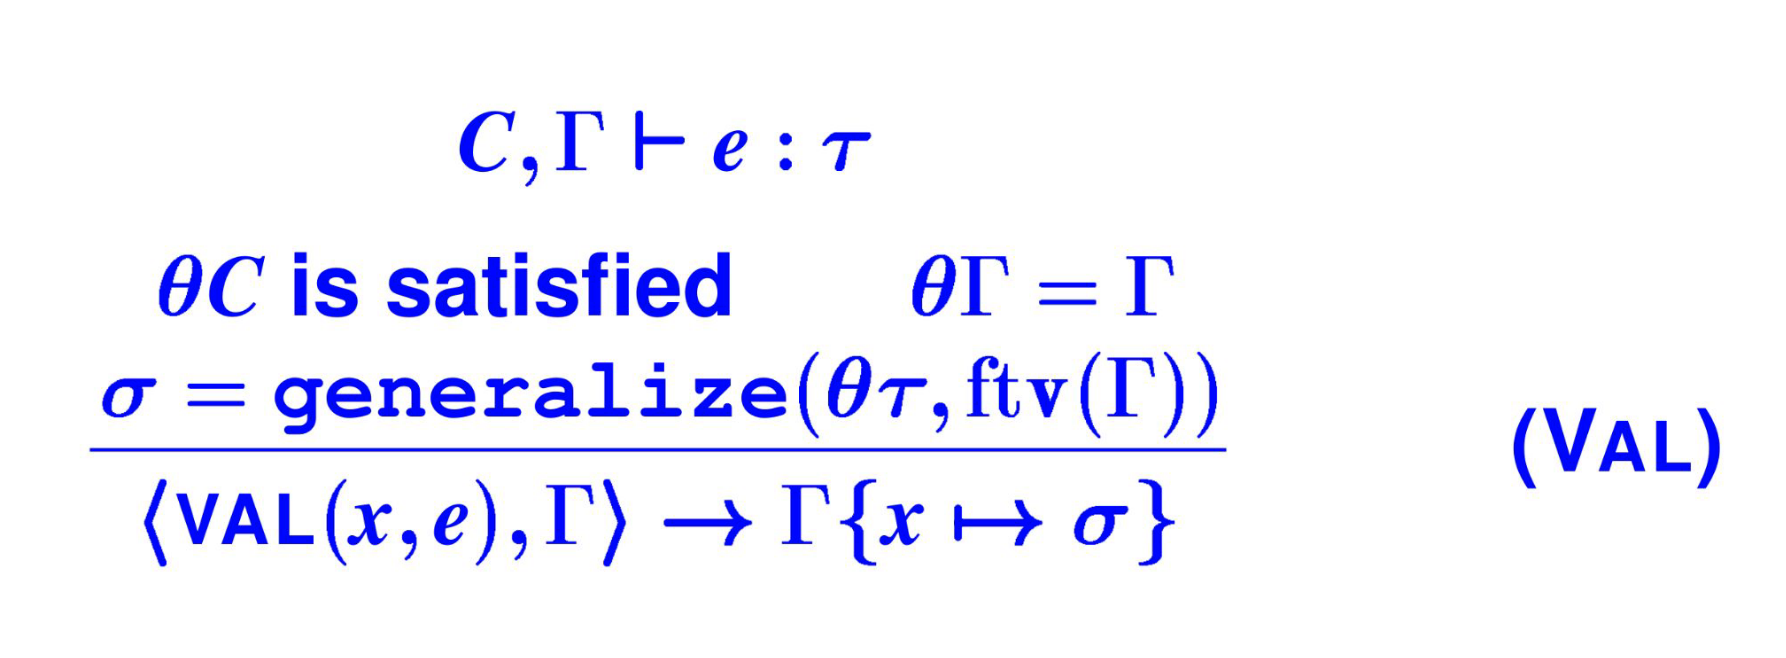 C, Γ ⊢ e : τ
θC is satisfied θΓ = Γ
σ = generalize(θτ, ftv(Γ))
(VAL)
⟨VAL(x, e), Γ⟩ → Γ{x ↦ σ}